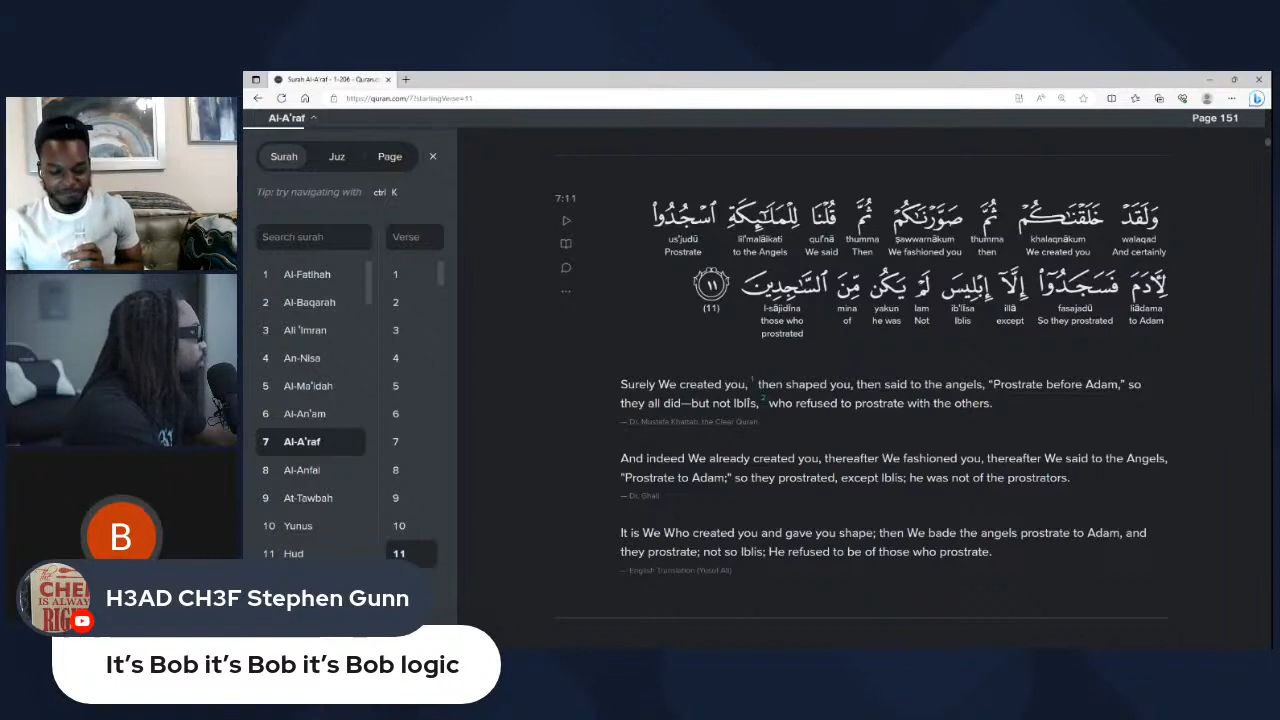 Surah Al-A'raf - 1-206 - Quran.c
https://quran.com/7?startingVerse=11
Al-A'raf
Page 151
Surah Juz Page
Tip: try navigating with ctrl K
Search surah Verse
1 Al-Fatihah 1
2 Al-Baqarah 2
3 Ali 'Imran 3
4 An-Nisa 4
5 Al-Ma'idah 5
6 Al-An'am 6
7 Al-A'raf 7
8 Al-Anfal 8
9 At-Tawbah 9
10 Yunus 10
11 Hud 11
7:11
وَلَقَدْ خَلَقْنَـٰكُمْ ثُمَّ صَوَّرْنَـٰكُمْ ثُمَّ قُلْنَا لِلْمَلَـٰٓئِكَةِ ٱسْجُدُوا۟
walaqad khalaqnākum thumma ṣawwarnākum thumma qul'nā lil'malāikati us'judū
And certainly We created you then We fashioned you Then We said to the Angels Prostrate
لِـَٔادَمَ فَسَجَدُوٓا۟ إِلَّآ إِبْلِيسَ لَمْ يَكُن مِّنَ ٱلسَّـٰجِدِينَ ١١
liādama fasajadū illā ib'līsa lam yakun mina l-sājidīna (11)
to Adam So they prostrated except Iblis Not he was of those who
prostrated
Surely We created you, 1 then shaped you, then said to the angels, “Prostrate before Adam,” so
they all did—but not Iblîs, 2 who refused to prostrate with the others.
— Dr. Mustafa Khattab, the Clear Quran
And indeed We already created you, thereafter We fashioned you, thereafter We said to the Angels,
"Prostrate to Adam;" so they prostrated, except Iblis; he was not of the prostrators.
— Dr. Ghali
It is We Who created you and gave you shape; then We bade the angels prostrate to Adam, and
they prostrate; not so Iblis; He refused to be of those who prostrate.
— English Translation (Yusuf Ali)
B
THE
CHEF
IS ALWAY
RIG
H3AD CH3F Stephen Gunn
It’s Bob it’s Bob it’s Bob logic